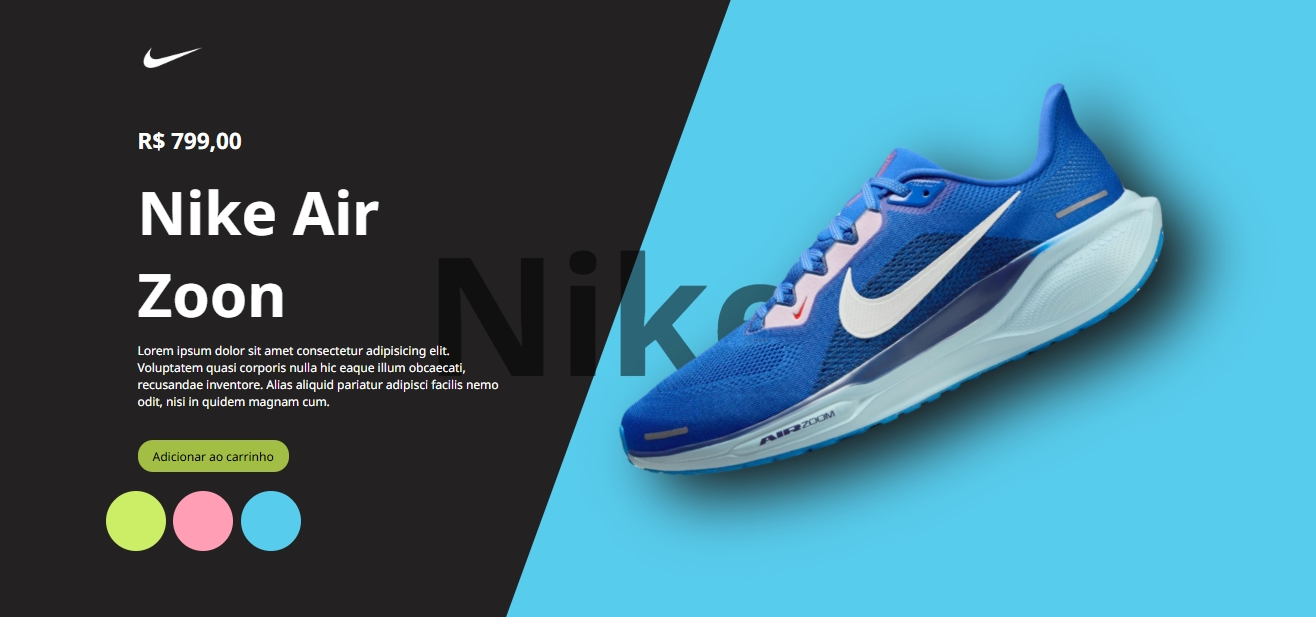 R$ 799,00
Nike Air
Zoon
Nike
Lorem ipsum dolor sit amet consectetur adipisicing elit.
Voluptatem quasi corporis nulla hic eaque illum obcaecati,
recusandae inventore. Alias aliquid pariatur adipisci facilis nemo
odit, nisi in quidem magnam cum.
AIR ZOOM
Adicionar ao carrinho